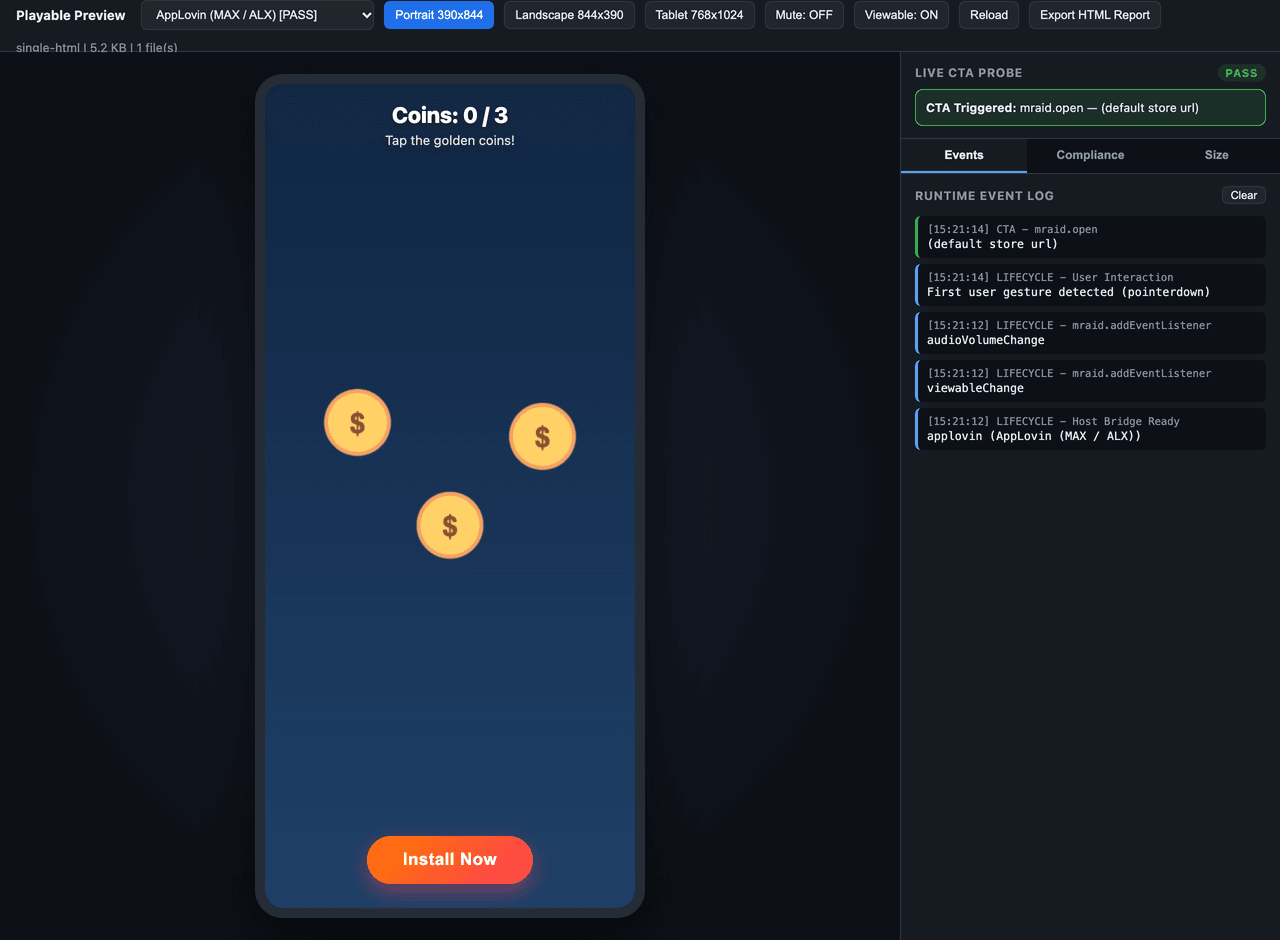 Playable Preview
AppLovin (MAX / ALX) [PASS]
Portrait 390x844
Landscape 844x390
Tablet 768x1024
Mute: OFF
Viewable: ON
Reload
Export HTML Report
single-html | 5.2 KB | 1 file(s)
Coins: 0 / 3
Tap the golden coins!
$
$
$
Install Now
LIVE CTA PROBE
PASS
CTA Triggered: mraid.open — (default store url)
Events
Compliance
Size
RUNTIME EVENT LOG
Clear
[15:21:14] CTA – mraid.open
(default store url)
[15:21:14] LIFECYCLE – User Interaction
First user gesture detected (pointerdown)
[15:21:12] LIFECYCLE – mraid.addEventListener
audioVolumeChange
[15:21:12] LIFECYCLE – mraid.addEventListener
viewableChange
[15:21:12] LIFECYCLE – Host Bridge Ready
applovin (AppLovin (MAX / ALX))